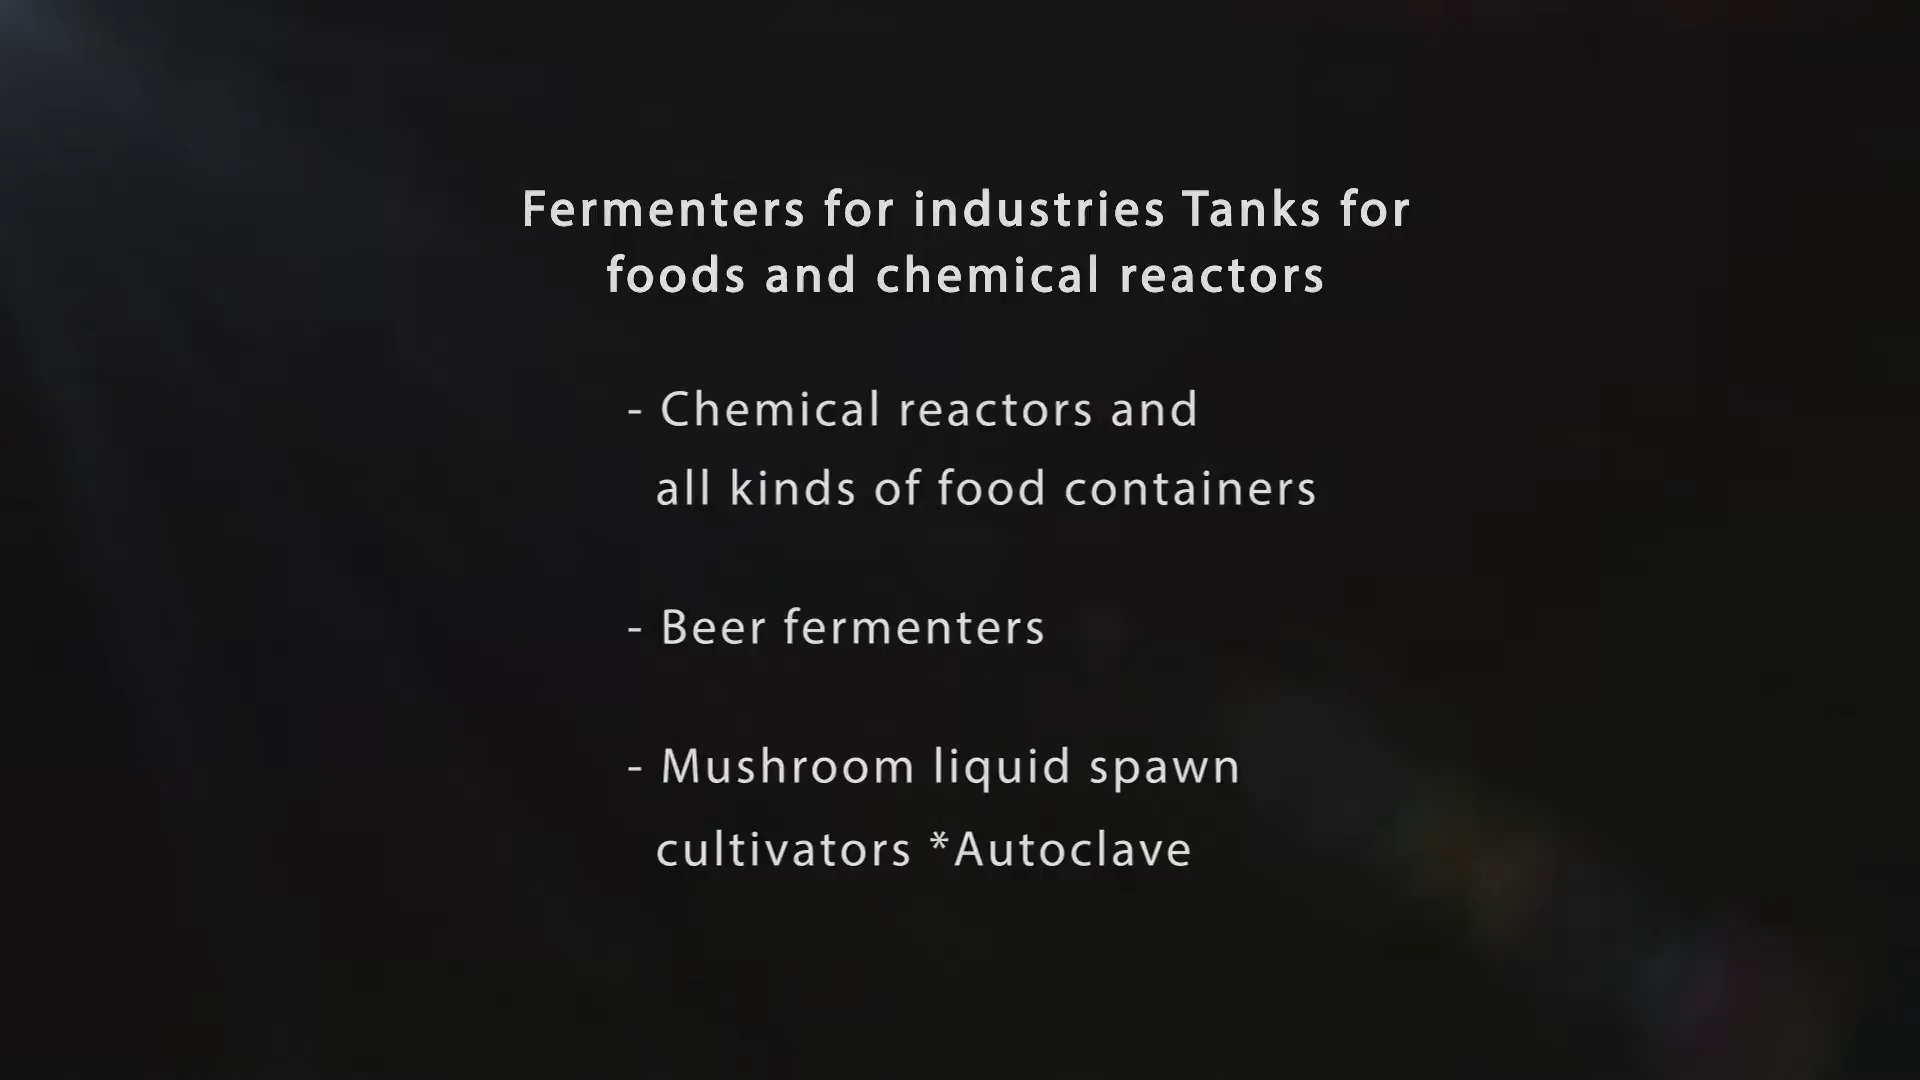 Fermenters for industries Tanks for
foods and chemical reactors
- Chemical reactors and
all kinds of food containers
- Beer fermenters
- Mushroom liquid spawn
cultivators *Autoclave